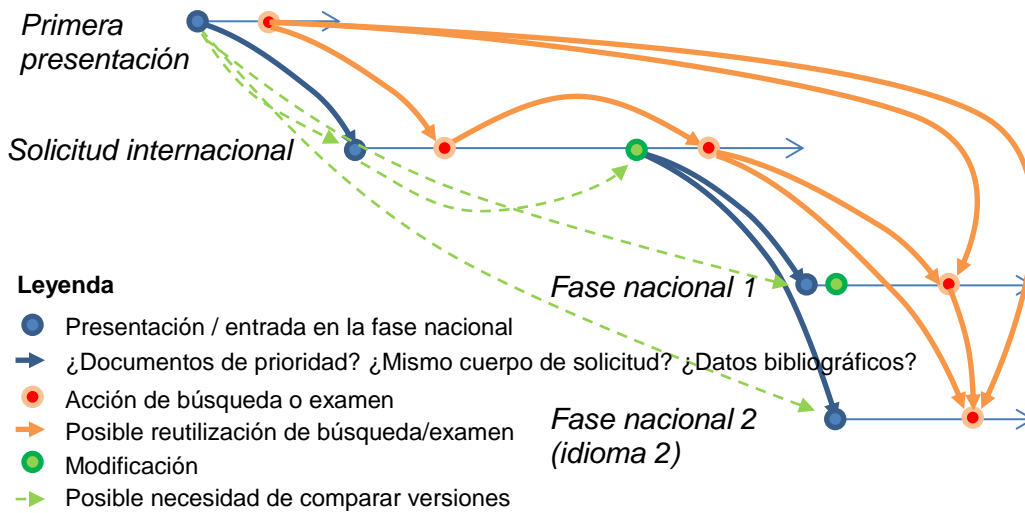 Primera
presentación
Solicitud internacional
Fase nacional 1
Fase nacional 2
(idioma 2)
Leyenda
Presentación / entrada en la fase nacional
¿Documentos de prioridad? ¿Mismo cuerpo de solicitud? ¿Datos bibliográficos?
Acción de búsqueda o examen
Posible reutilización de búsqueda/examen
Modificación
Posible necesidad de comparar versiones